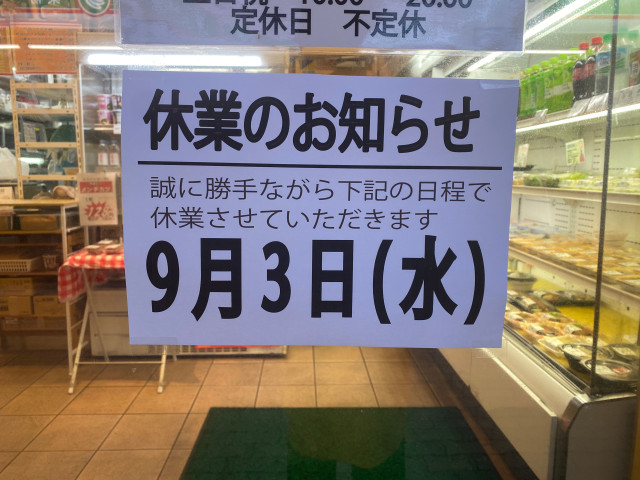 定休日 不定休
休業のお知らせ
誠に勝手ながら下記の日程で
休業させていただきます
9月3日(水)